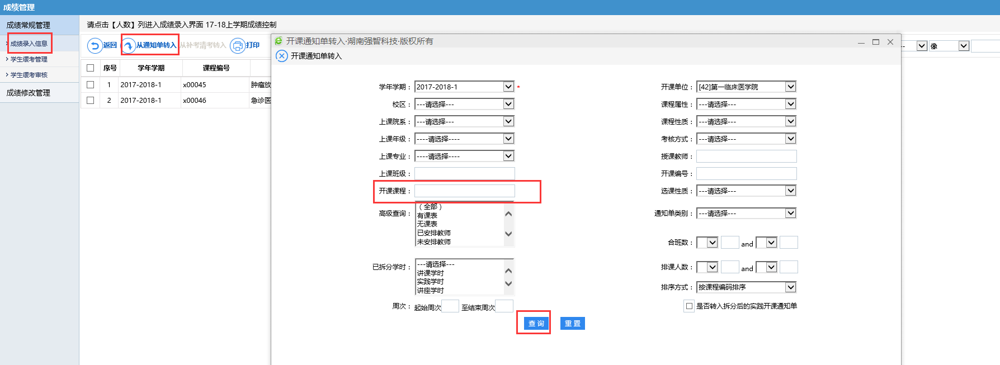 成绩管理
成绩常规管理
成绩录入信息
学生缓考管理
学生缓考审核
成绩修改管理
请点击【人数】列进入成绩录入界面 17-18上学期成绩控制
返回 从通知单转入 从补考清考转入 打印
序号 学年学期 课程编号
1 2017-2018-1 x00045 肿瘤放
2 2017-2018-1 x00046 急诊医
像
开课通知单转入·湖南强智科技·版权所有
开课通知单转入
学年学期： 2017-2018-1 * 开课单位： [42]第一临床医学院
校区： ---请选择--- 课程属性： ---请选择---
上课院系： ---请选择--- 课程性质： ---请选择---
上课年级： ----请选择---- 考核方式： ---请选择---
上课专业： ----请选择---- 授课教师：
上课班级： 开课编号：
开课课程： 选课性质： ---请选择---
高级查询： （全部） 通知单类别： ---请选择---
有课表
无课表
已安排教师
未安排教师
合班数： and
已拆分学时： ---请选择--- 排课人数： and
讲课学时
实践学时
讲座学时
排序方式： 按课程编码排序
周次： 起始周次 至结束周次 是否转入拆分后的实践开课通知单
查 询 重 置